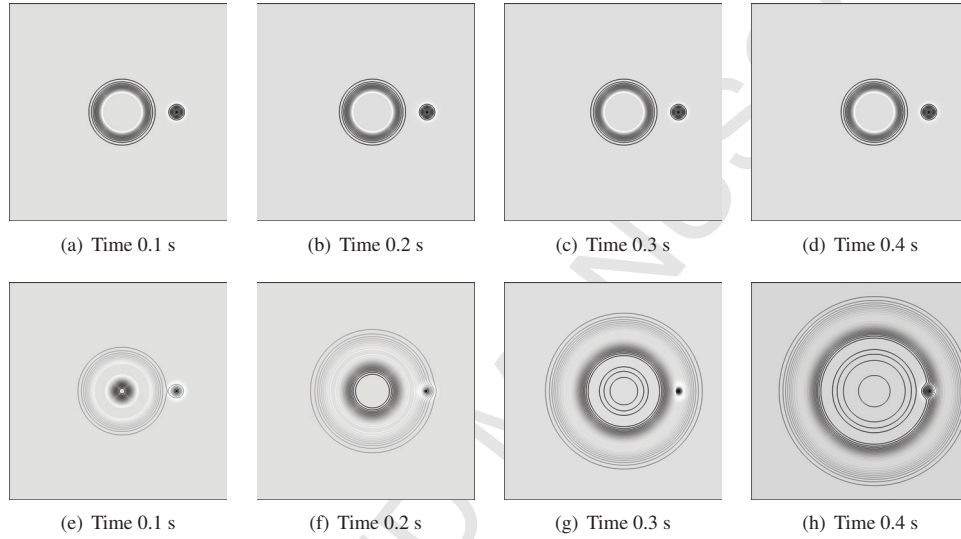 (a) Time 0.1 s
(b) Time 0.2 s
(c) Time 0.3 s
(d) Time 0.4 s
(e) Time 0.1 s
(f) Time 0.2 s
(g) Time 0.3 s
(h) Time 0.4 s